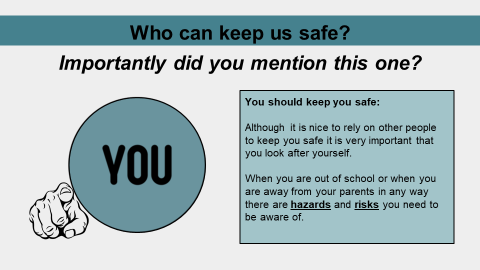 Who can keep us safe?
Importantly did you mention this one?
YOU
You should keep you safe:
Although it is nice to rely on other people
to keep you safe it is very important that
you look after yourself.
When you are out of school or when you
are away from your parents in any way
there are hazards and risks you need to
be aware of.